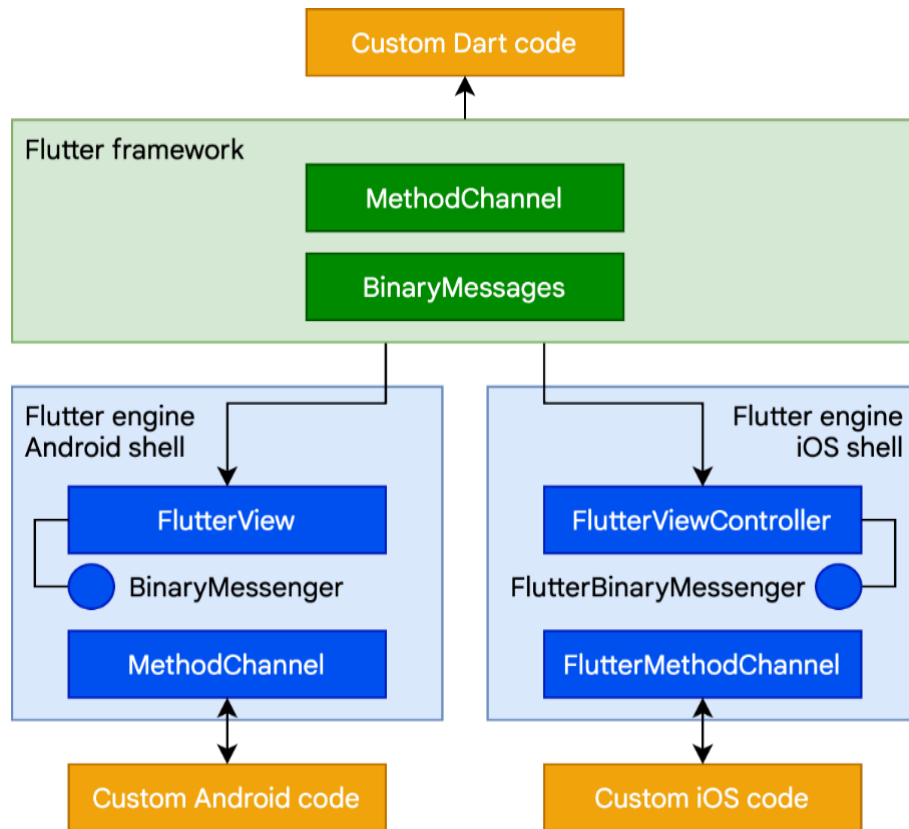 Custom Dart code
Flutter framework
MethodChannel
BinaryMessages
Flutter engine
Android shell
FlutterView
BinaryMessenger
MethodChannel
Custom Android code
Flutter engine
iOS shell
FlutterViewController
FlutterBinaryMessenger
FlutterMethodChannel
Custom iOS code